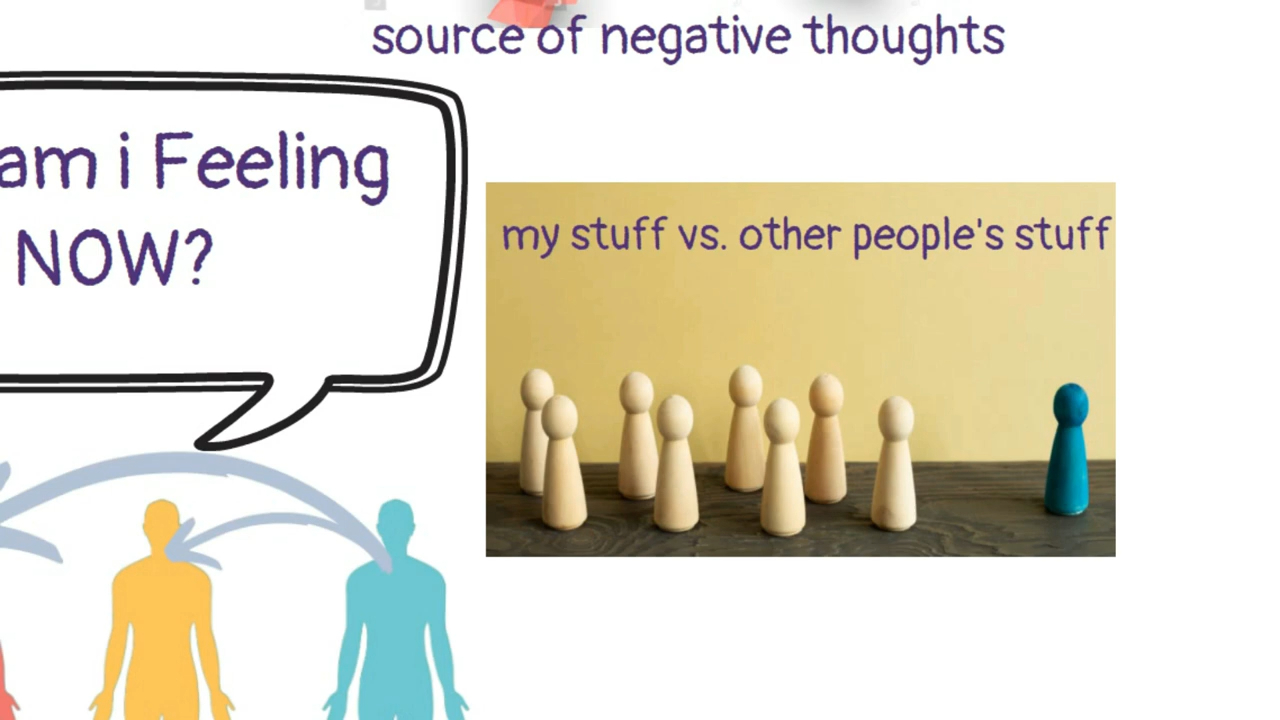 source of negative thoughts
am i Feeling
NOW?
my stuff vs. other people's stuff